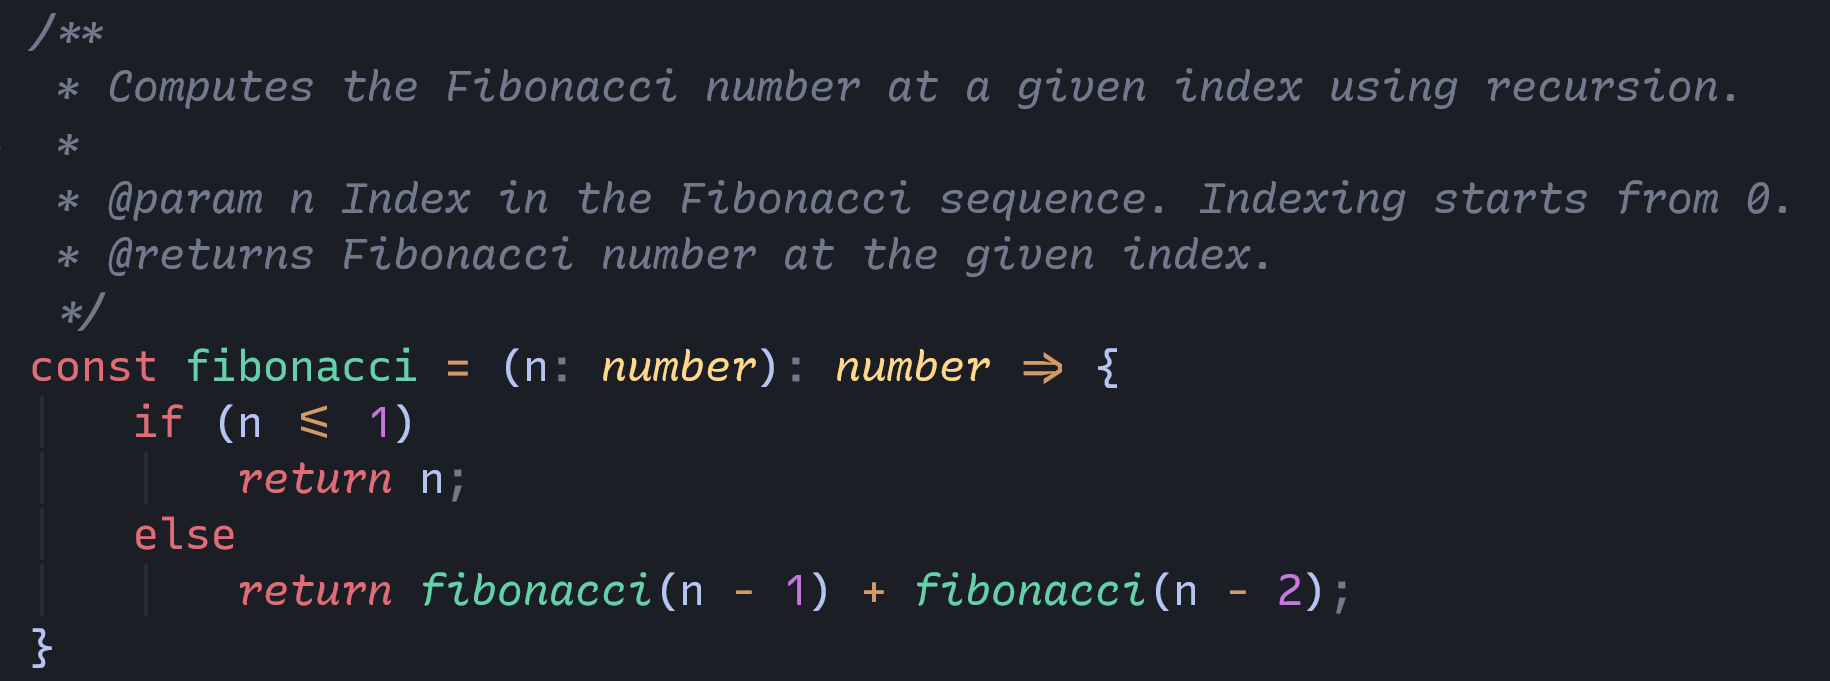 /**
 * Computes the Fibonacci number at a given index using recursion.
 *
 * @param n Index in the Fibonacci sequence. Indexing starts from 0.
 * @returns Fibonacci number at the given index.
 */
const fibonacci = (n: number): number => {
    if (n <= 1)
        return n;
    else
        return fibonacci(n - 1) + fibonacci(n - 2);
}